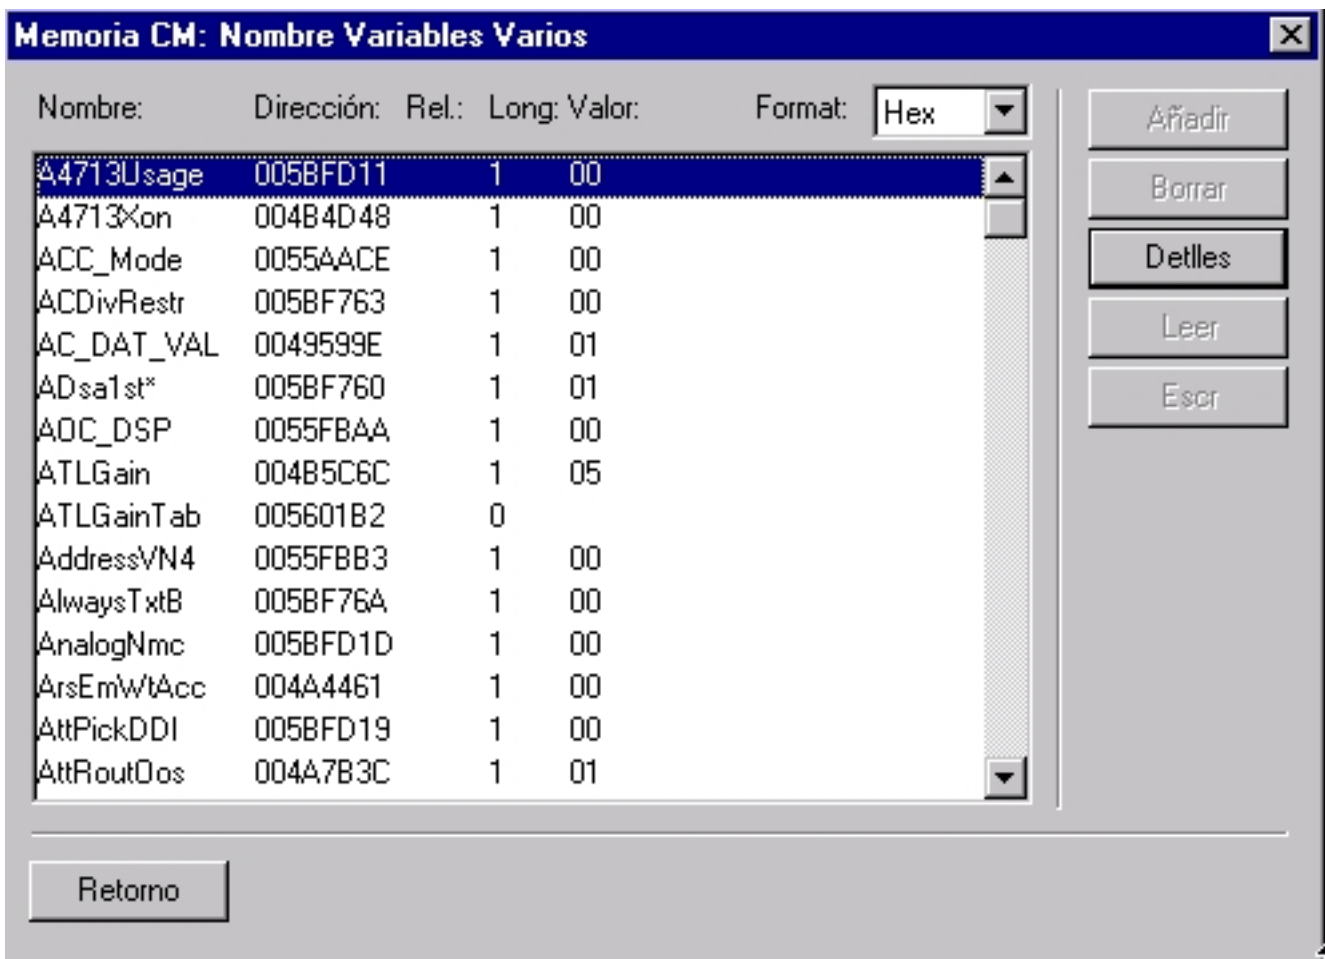 Memoria CM: Nombre Variables Varios
Nombre: Dirección: Rel.: Long: Valor: Format: Hex
A4713Usage 005BFD11 1 00
A4713Xon 004B4D48 1 00
ACC_Mode 0055AACE 1 00
ACDivRestr 005BF763 1 00
AC_DAT_VAL 0049599E 1 01
ADsa1st* 005BF760 1 01
AOC_DSP 0055FBAA 1 00
ATLGain 004B5C6C 1 05
ATLGainTab 005601B2 0
AddressVN4 0055FBB3 1 00
AlwaysTxtB 005BF76A 1 00
AnalogNmc 005BFD1D 1 00
ArsEmWtAcc 004A4461 1 00
AttPickDDI 005BFD19 1 00
AttRoutOos 004A7B3C 1 01
Añadir
Borrar
Detlles
Leer
Escr
Retorno